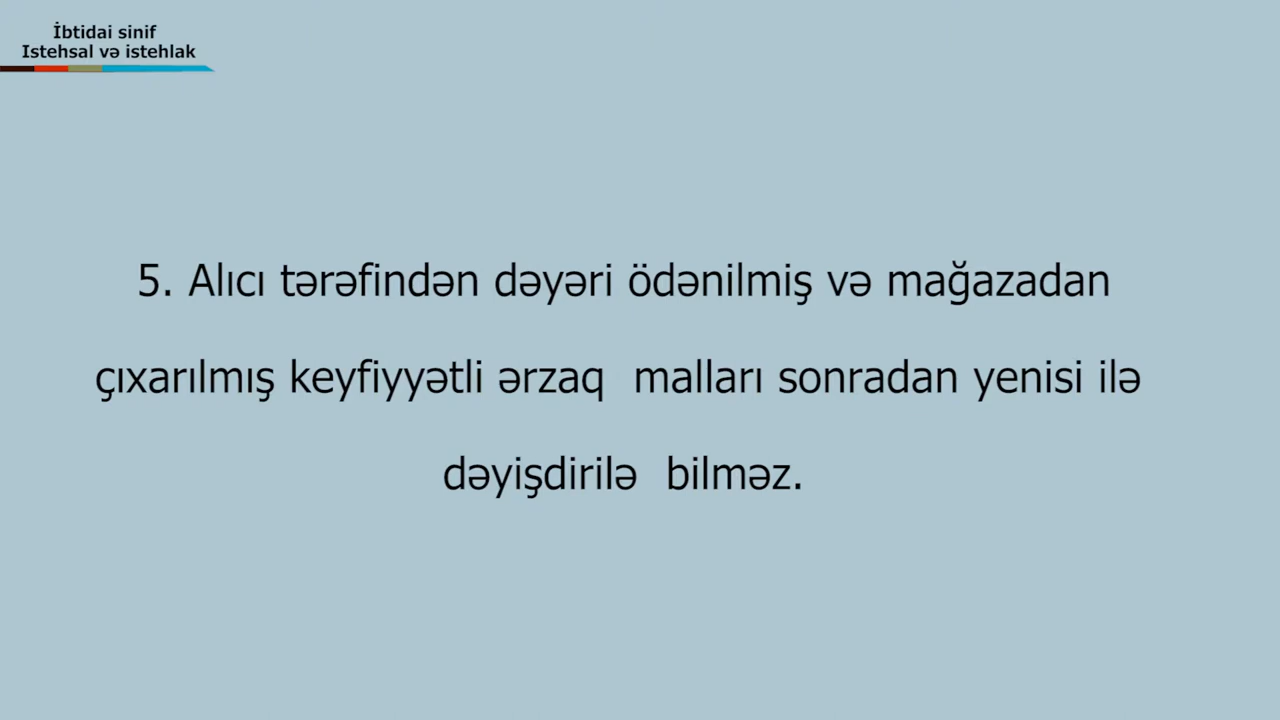 İbtidai sinif
Istehsal və istehlak
5. Alıcı tərəfindən dəyəri ödənilmiş və mağazadan
çıxarılmış keyfiyyətli ərzaq  malları sonradan yenisi ilə
dəyişdirilə  bilməz.